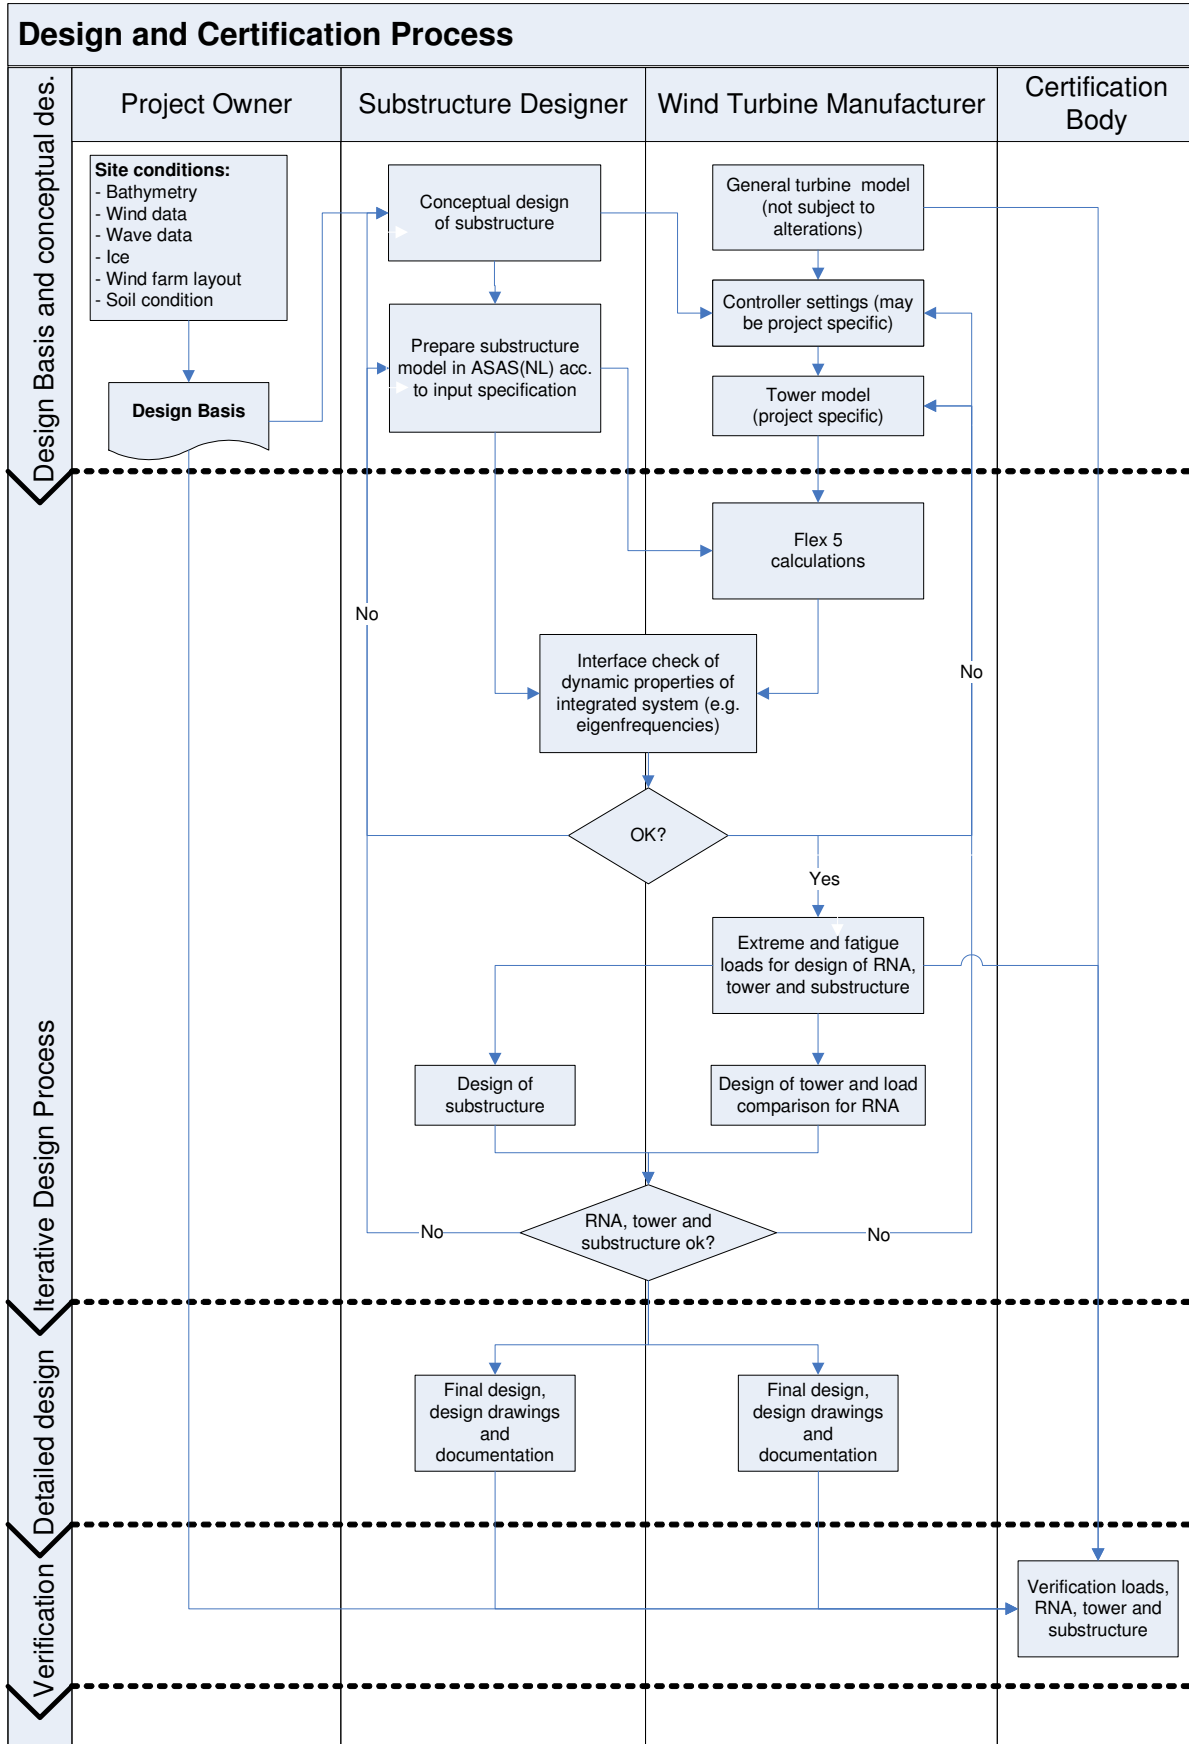 Design and Certification Process
Design Basis and conceptual des.
Project Owner
Substructure Designer
Wind Turbine Manufacturer
Certification
Body
Site conditions:
- Bathymetry
- Wind data
- Wave data
- Ice
- Wind farm layout
- Soil condition
Conceptual design
of substructure
General turbine model
(not subject to
alterations)
Controller settings (may
be project specific)
Prepare substructure
model in ASAS(NL) acc.
to input specification
Tower model
(project specific)
Design Basis
Iterative Design Process
Flex 5
calculations
No
Interface check of
dynamic properties of
integrated system (e.g.
eigenfrequencies)
No
OK?
Yes
Extreme and fatigue
loads for design of RNA,
tower and substructure
Design of
substructure
Design of tower and load
comparison for RNA
No
RNA, tower and
substructure ok?
No
Detailed design
Final design,
design drawings
and
documentation
Final design,
design drawings
and
documentation
Verification
Verification loads,
RNA, tower and
substructure